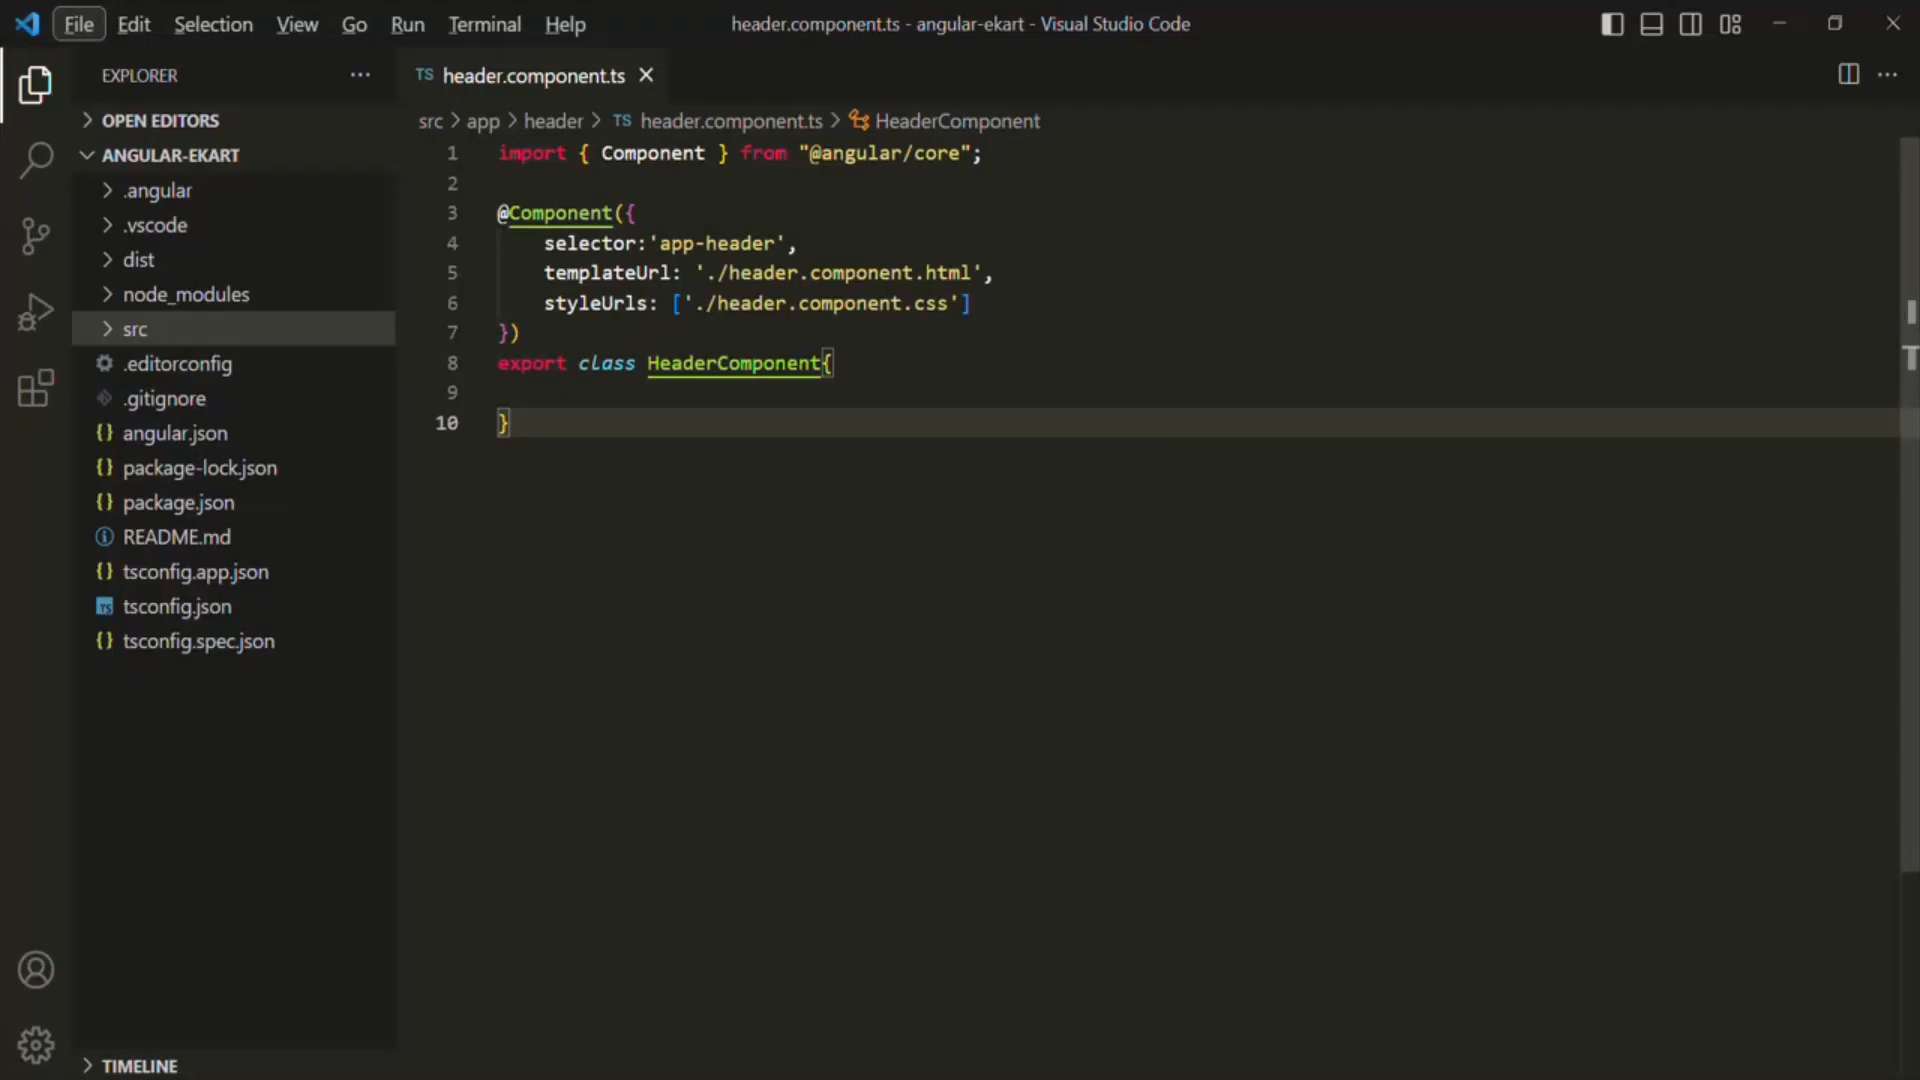 File Edit Selection View Go Run Terminal Help
header.component.ts - angular-ekart - Visual Studio Code
EXPLORER
OPEN EDITORS
ANGULAR-EKART
.angular
.vscode
dist
node_modules
src
.editorconfig
.gitignore
{} angular.json
{} package-lock.json
{} package.json
README.md
{} tsconfig.app.json
TS tsconfig.json
{} tsconfig.spec.json
TIMELINE
TS header.component.ts
src > app > header > TS header.component.ts > HeaderComponent
1 import { Component } from "@angular/core";
2
3 @Component({
4     selector:'app-header',
5     templateUrl: './header.component.html',
6     styleUrls: ['./header.component.css']
7 })
8 export class HeaderComponent{
9
10 }